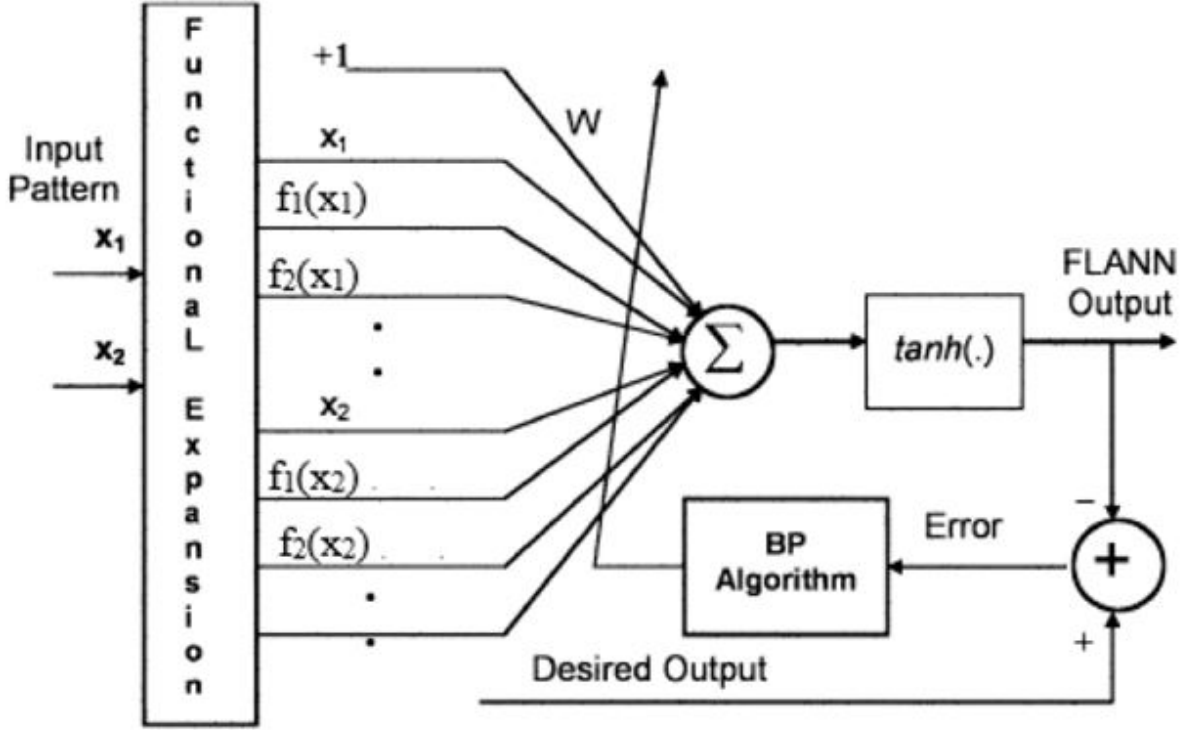 Functional Expansion
Input
Pattern
x₁
x₂
+1
x₁
f₁(x₁)
f₂(x₁)
x₂
f₁(x₂)
f₂(x₂)
W
Σ
tanh(.)
FLANN
Output
−
+
+
Error
BP
Algorithm
Desired Output